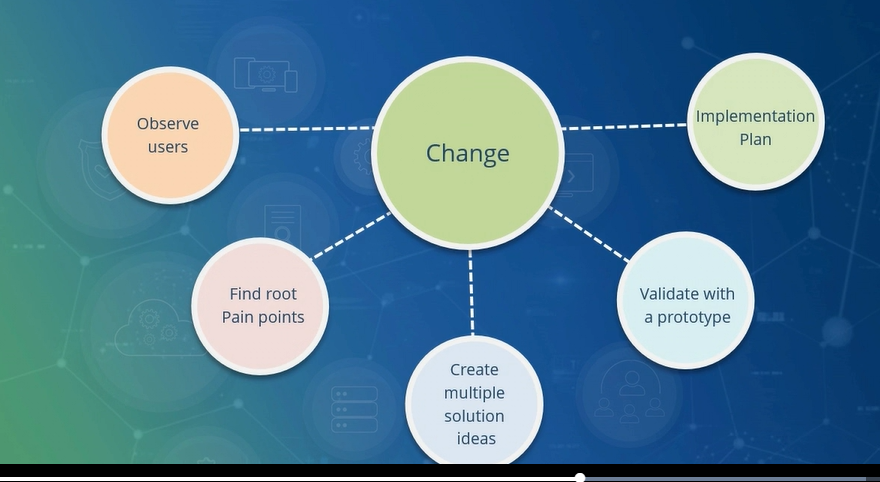 Observe
users
Change
Implementation
Plan
Find root
Pain points
Validate with
a prototype
Create
multiple
solution
ideas